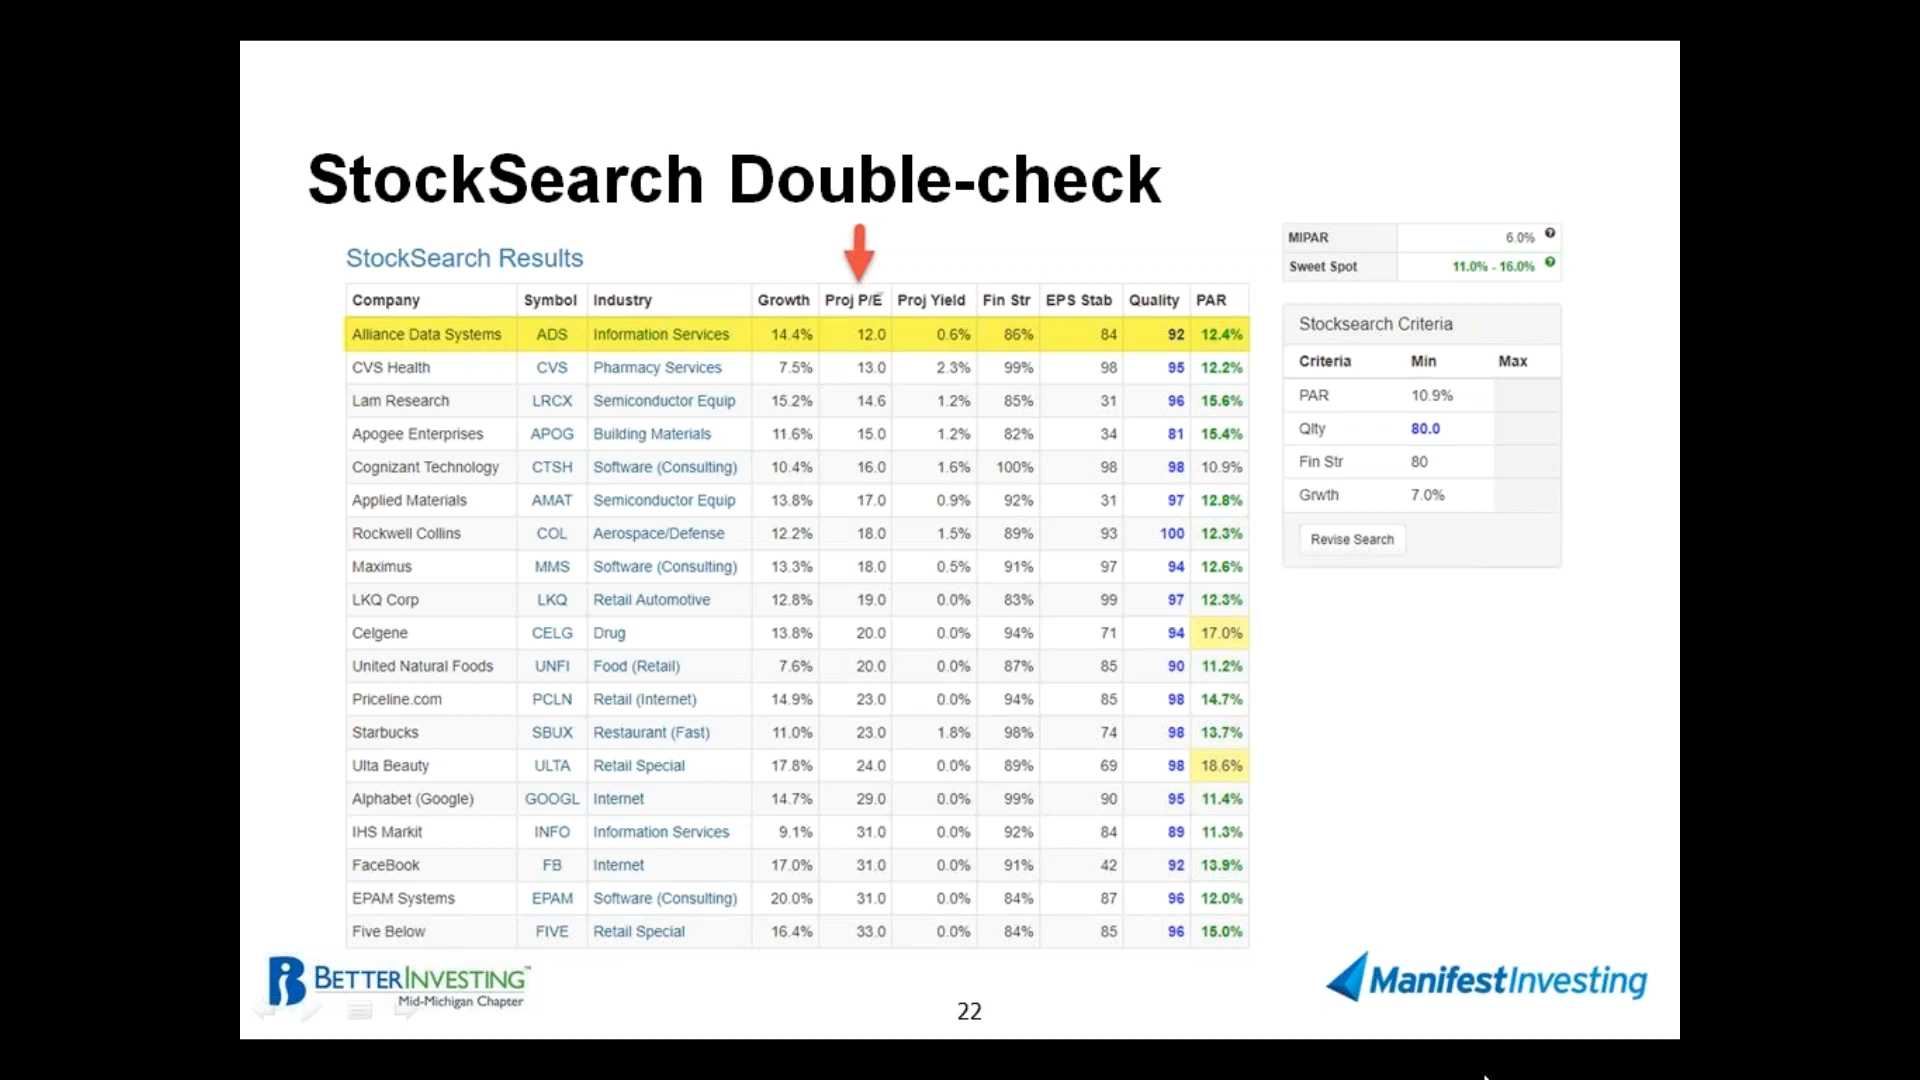 StockSearch Double-check
StockSearch Results
Company Symbol Industry Growth Proj P/E Proj Yield Fin Str EPS Stab Quality PAR
Alliance Data Systems ADS Information Services 14.4% 12.0 0.6% 86% 84 92 12.4%
CVS Health CVS Pharmacy Services 7.5% 13.0 2.3% 99% 98 95 12.2%
Lam Research LRCX Semiconductor Equip 15.2% 14.6 1.2% 85% 31 96 15.6%
Apogee Enterprises APOG Building Materials 11.6% 15.0 1.2% 82% 34 81 15.4%
Cognizant Technology CTSH Software (Consulting) 10.4% 16.0 1.6% 100% 98 98 10.9%
Applied Materials AMAT Semiconductor Equip 13.8% 17.0 0.9% 92% 31 97 12.8%
Rockwell Collins COL Aerospace/Defense 12.2% 18.0 1.5% 89% 93 100 12.3%
Maximus MMS Software (Consulting) 13.3% 18.0 0.5% 91% 97 94 12.6%
LKQ Corp LKQ Retail Automotive 12.8% 19.0 0.0% 83% 99 97 12.3%
Celgene CELG Drug 13.8% 20.0 0.0% 94% 71 94 17.0%
United Natural Foods UNFI Food (Retail) 7.6% 20.0 0.0% 87% 85 90 11.2%
Priceline.com PCLN Retail (Internet) 14.9% 23.0 0.0% 94% 85 98 14.7%
Starbucks SBUX Restaurant (Fast) 11.0% 23.0 1.8% 98% 74 98 13.7%
Ulta Beauty ULTA Retail Special 17.8% 24.0 0.0% 89% 69 98 18.6%
Alphabet (Google) GOOGL Internet 14.7% 29.0 0.0% 99% 90 95 11.4%
IHS Markit INFO Information Services 9.1% 31.0 0.0% 92% 84 89 11.3%
FaceBook FB Internet 17.0% 31.0 0.0% 91% 42 92 13.9%
EPAM Systems EPAM Software (Consulting) 20.0% 31.0 0.0% 84% 87 96 12.0%
Five Below FIVE Retail Special 16.4% 33.0 0.0% 84% 85 96 15.0%
MIPAR 6.0% ?
Sweet Spot 11.0% - 16.0% ?
Stocksearch Criteria
Criteria Min Max
PAR 10.9%
Qlty 80.0
Fin Str 80
Grwth 7.0%
Revise Search
BETTERINVESTING™
Mid-Michigan Chapter
22
ManifestInvesting